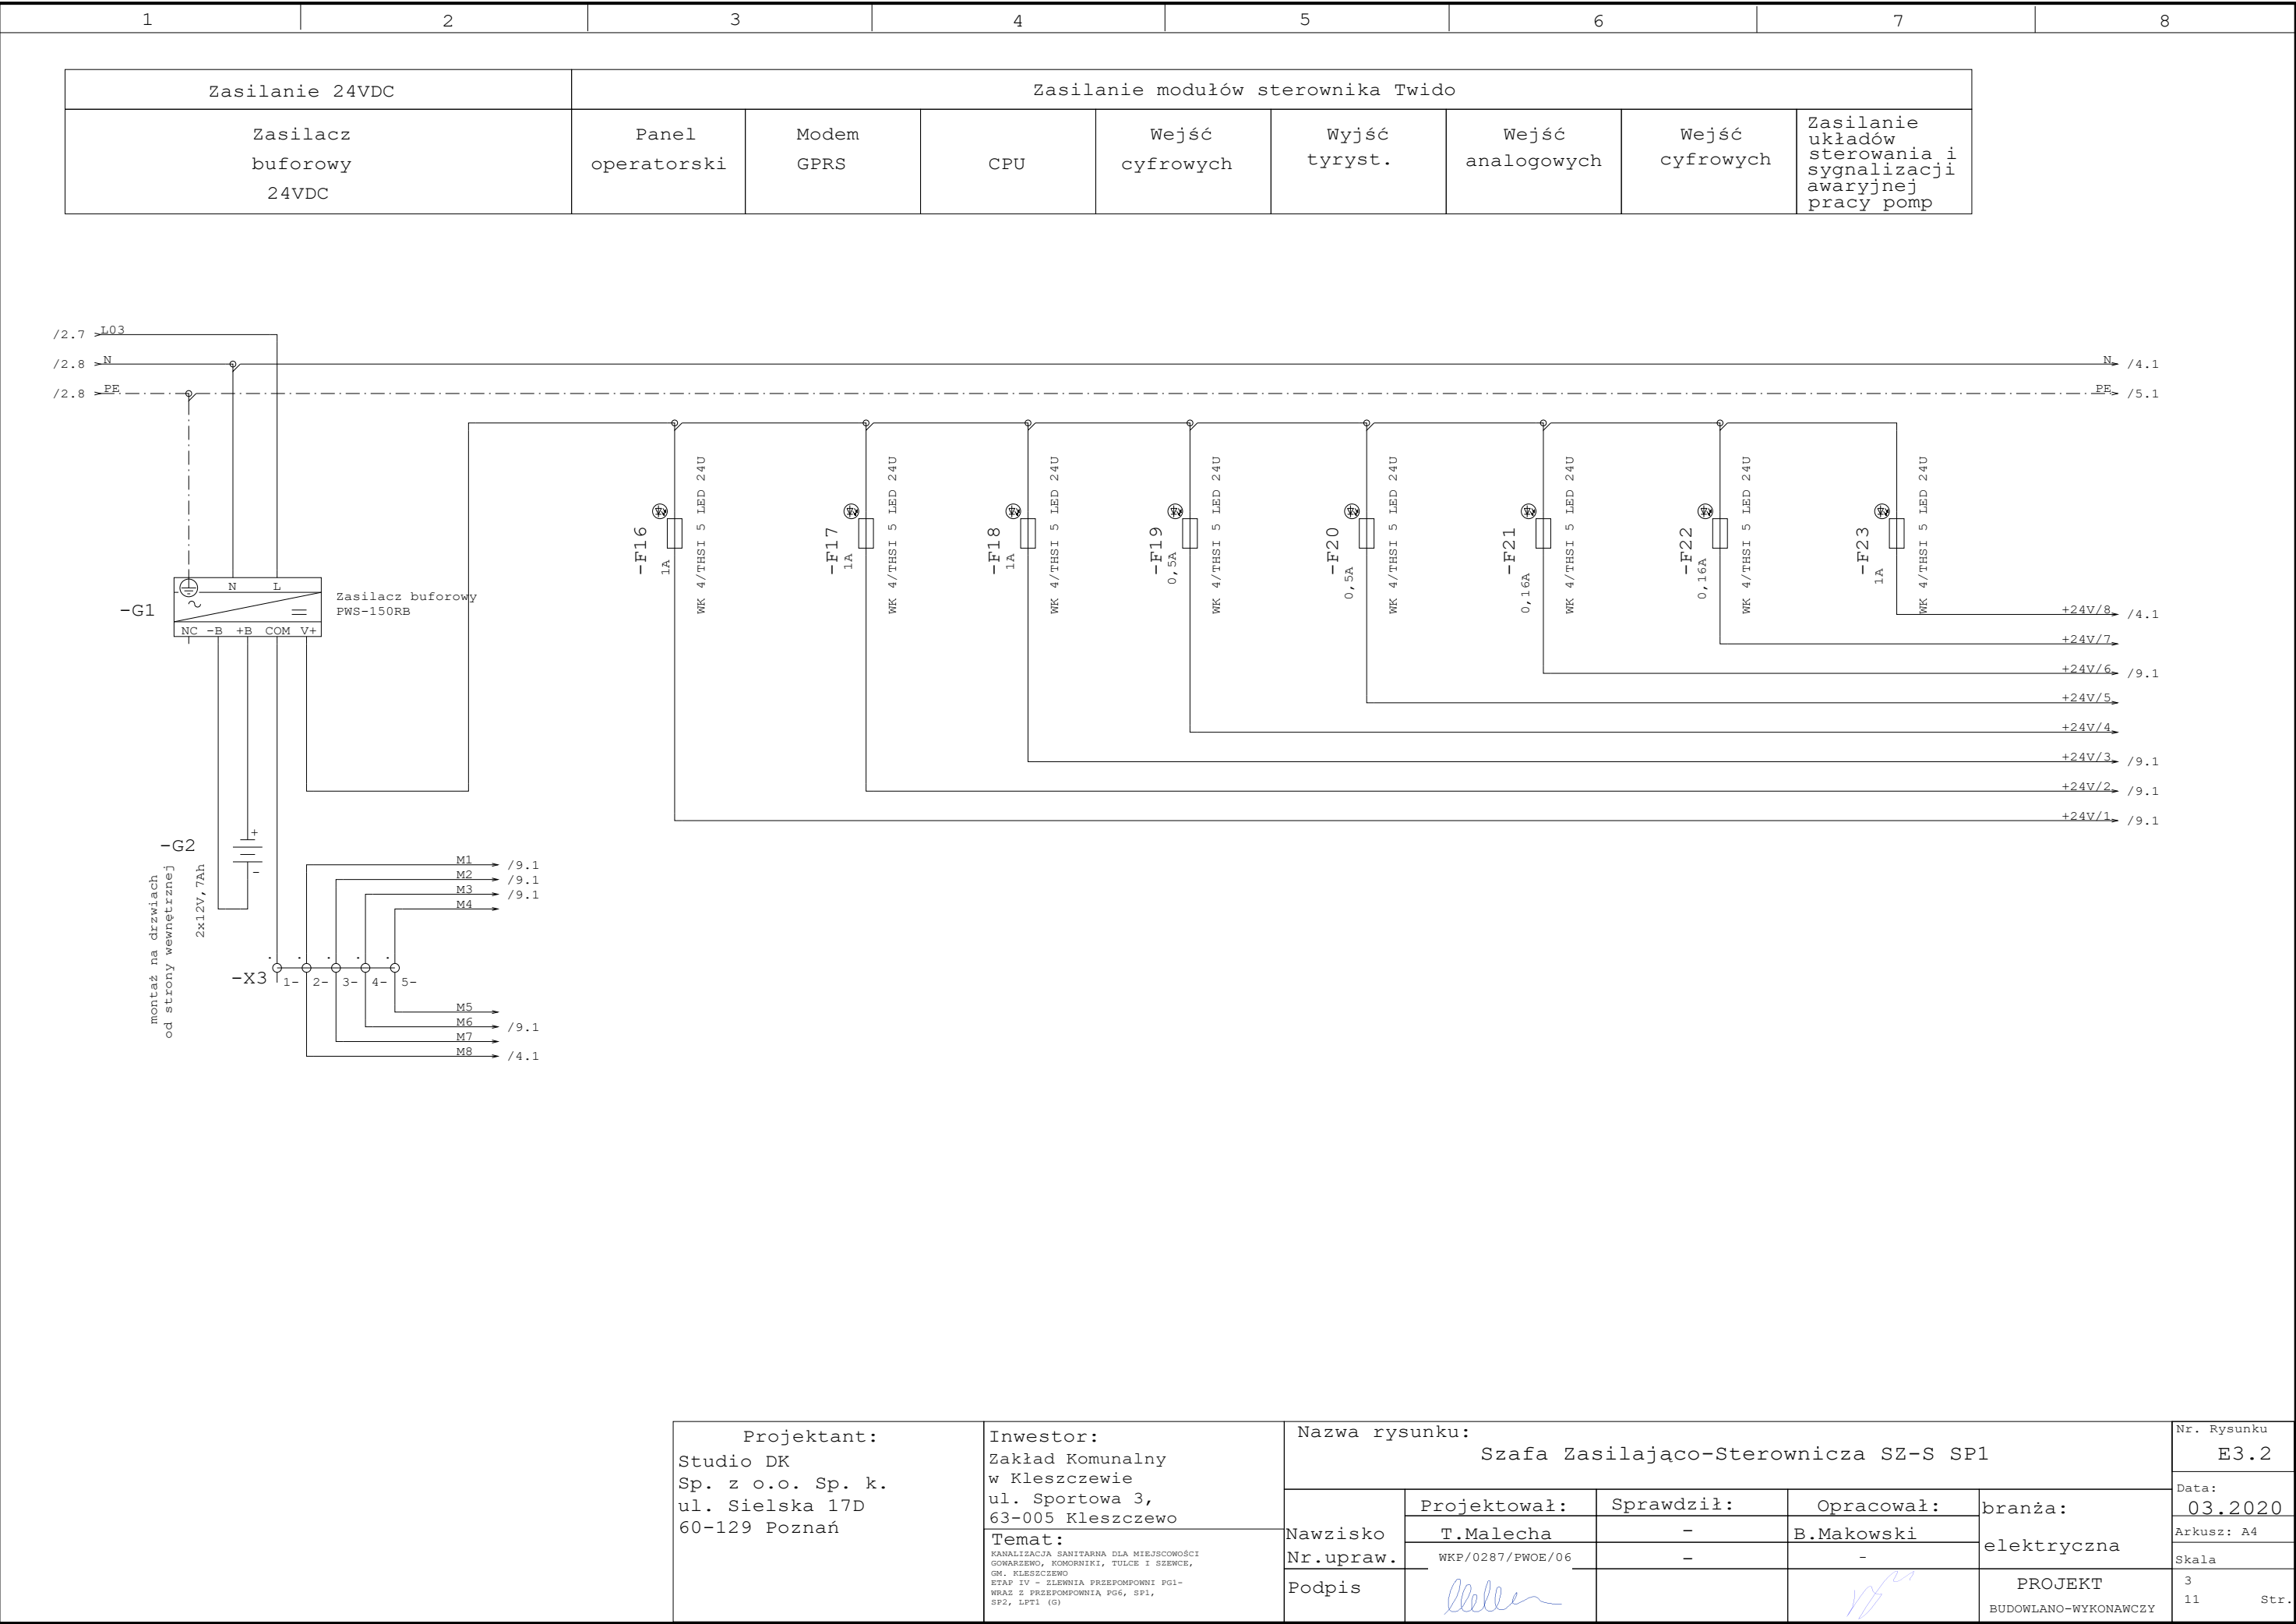 1 2 3 4 5 6 7 8
Zasilanie 24VDC
Zasilanie modułów sterownika Twido
Zasilacz
buforowy
24VDC
Panel
operatorski
Modem
GPRS
CPU
Wejść
cyfrowych
Wyjść
tyryst.
Wejść
analogowych
Wejść
cyfrowych
Zasilanie
układów
sterowania i
sygnalizacji
awaryjnej
pracy pomp
/2.7 L03
/2.8 N
N /4.1
/2.8 PE
PE /5.1
-F16
1A
WK 4/THSI 5 LED 24U
-F17
1A
WK 4/THSI 5 LED 24U
-F18
1A
WK 4/THSI 5 LED 24U
-F19
0,5A
WK 4/THSI 5 LED 24U
-F20
0,5A
WK 4/THSI 5 LED 24U
-F21
0,16A
WK 4/THSI 5 LED 24U
-F22
0,16A
WK 4/THSI 5 LED 24U
-F23
1A
WK 4/THSI 5 LED 24U
-G1
N L
NC -B +B COM V+
Zasilacz buforowy
PWS-150RB
+24V/8 /4.1
+24V/7
+24V/6 /9.1
+24V/5
+24V/4
+24V/3 /9.1
+24V/2 /9.1
+24V/1 /9.1
-G2
+
-
2x12V,7Ah
montaż na drzwiach
od strony wewnętrznej
M1 /9.1
M2 /9.1
M3 /9.1
M4
-X3 1- 2- 3- 4- 5-
M5
M6 /9.1
M7
M8 /4.1
Projektant:
Studio DK
Sp. z o.o. Sp. k.
ul. Sielska 17D
60-129 Poznań
Inwestor:
Zakład Komunalny
w Kleszczewie
ul. Sportowa 3,
63-005 Kleszczewo
Temat:
KANALIZACJA SANITARNA DLA MIEJSCOWOŚCI
GOWARZEWO, KOMORNIKI, TULCE I SZEWCE,
GM. KLESZCZEWO
ETAP IV - ZLEWNIA PRZEPOMPOWNI PG1-
WRAZ Z PRZEPOMPOWNIĄ PG6, SP1,
SP2, LPT1 (G)
Nazwa rysunku:
Szafa Zasilająco-Sterownicza SZ-S SP1
Projektował: Sprawdził: Opracował:
Nawzisko T.Malecha - B.Makowski
Nr.upraw. WKP/0287/PWOE/06 - -
Podpis
branża:
elektryczna
PROJEKT
BUDOWLANO-WYKONAWCZY
Nr. Rysunku
E3.2
Data:
03.2020
Arkusz: A4
Skala
3
11 Str.